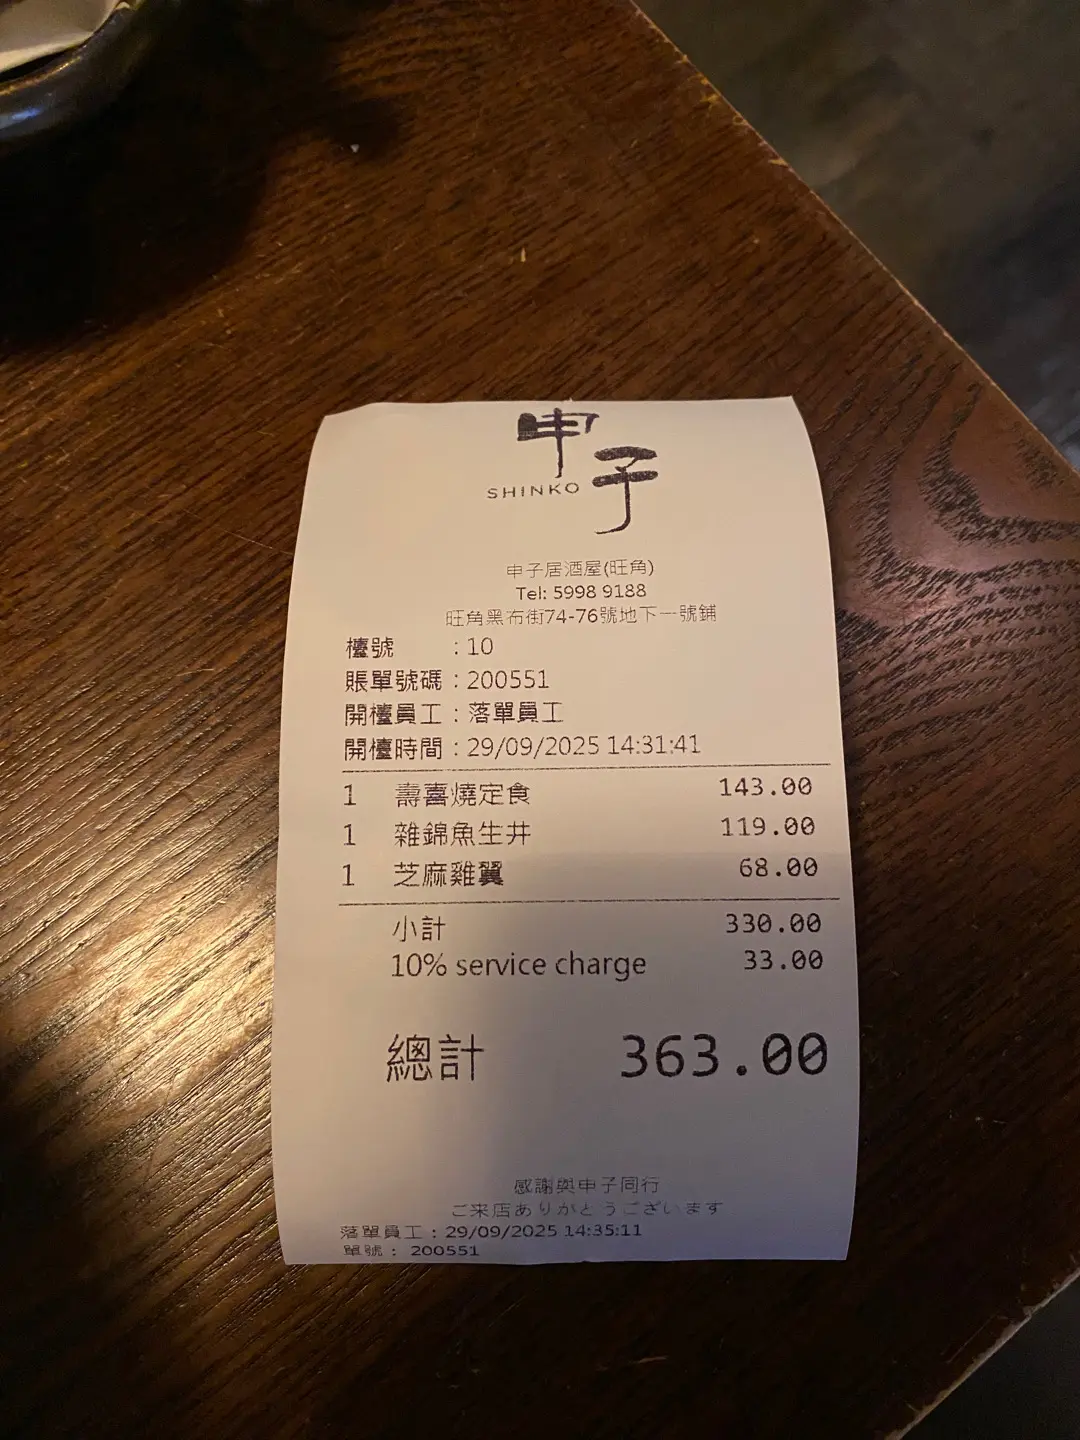 申子
SHINKO
申子居酒屋(旺角)
Tel: 5998 9188
旺角黑布街74-76號地下一號鋪
檯號 : 10
賬單號碼 : 200551
開檯員工 : 落單員工
開檯時間 : 29/09/2025 14:31:41
1 壽喜燒定食 143.00
1 雜錦魚生丼 119.00
1 芝麻雞翼 68.00
小計 330.00
10% service charge 33.00
總計 363.00
感謝與申子同行
ご来店ありがとうございます
落單員工 : 29/09/2025 14:35:11
單號 : 200551